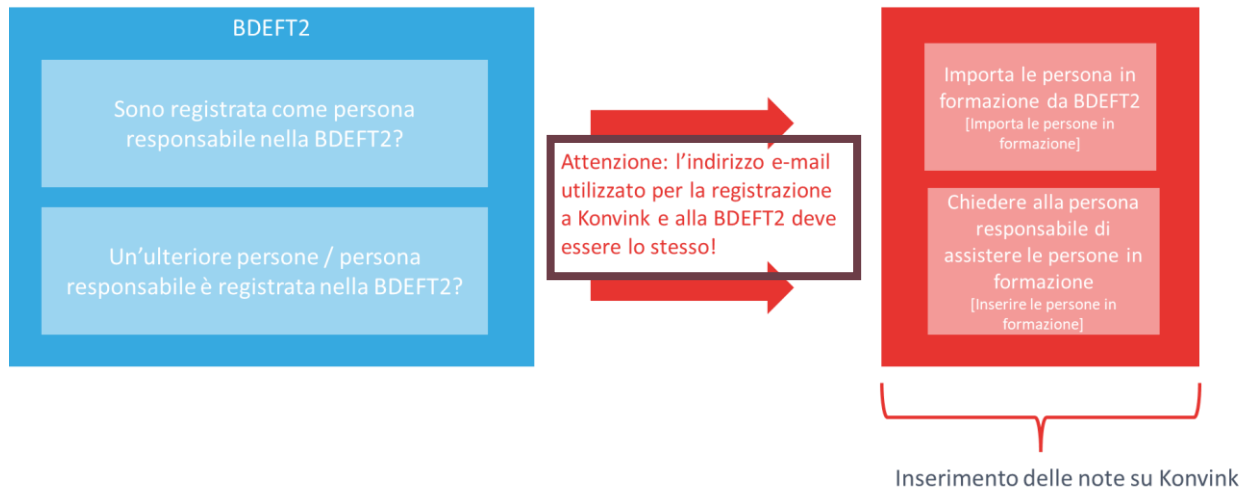 BDEFT2
Sono registrata come persona
responsabile nella BDEFT2?
Un'ulteriore persone / persona
responsabile è registrata nella BDEFT2?
Attenzione: l'indirizzo e-mail
utilizzato per la registrazione
a Konvink e alla BDEFT2 deve
essere lo stesso!
Importa le persona in
formazione da BDEFT2
[Importa le persone in
formazione]
Chiedere alla persona
responsabile di
assistere le persone in
formazione
[Inserire le persone in
formazione]
Inserimento delle note su Konvink